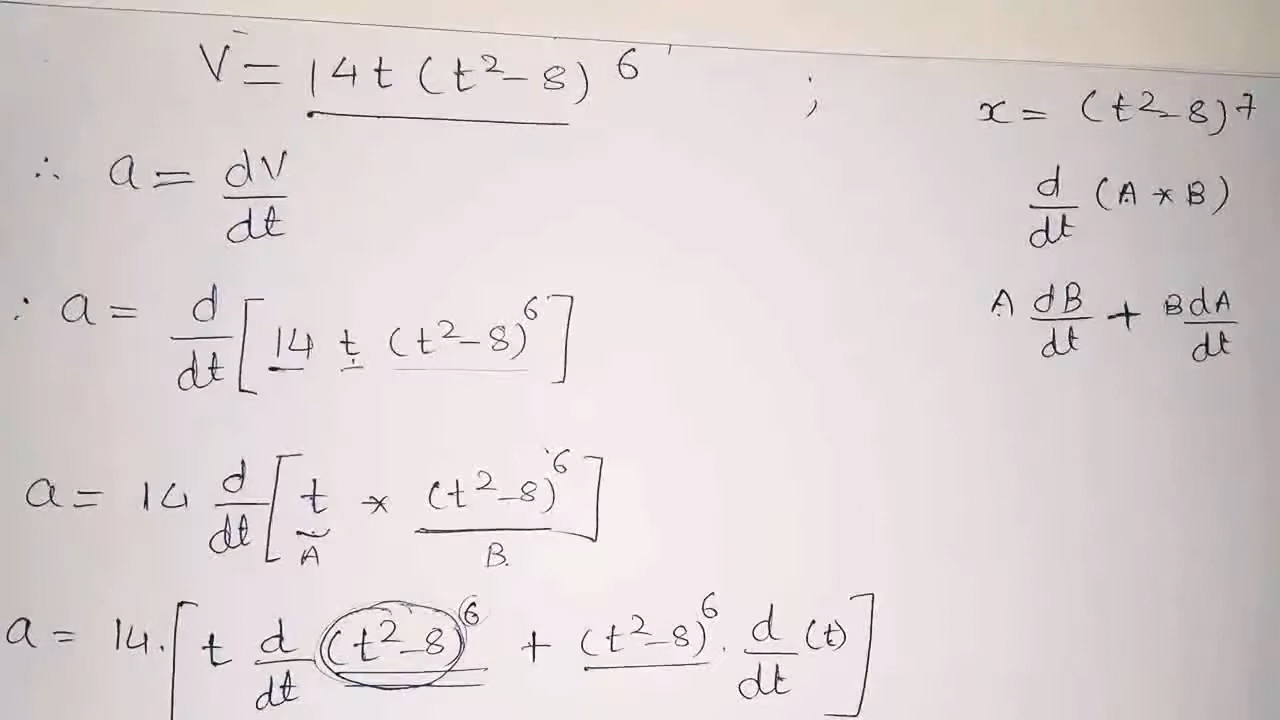 V = 14t (t² - 8)⁶ ; x = (t² - 8)⁷
∴ a = dV/dt
d/dt (A * B)
: a = d/dt [14 t (t² - 8)⁶]
A dB/dt + B dA/dt
a = 14 d/dt [t * (t² - 8)⁶]
A B.
a = 14. [t d/dt (t² - 8)⁶ + (t² - 8)⁶ . d/dt (t)]